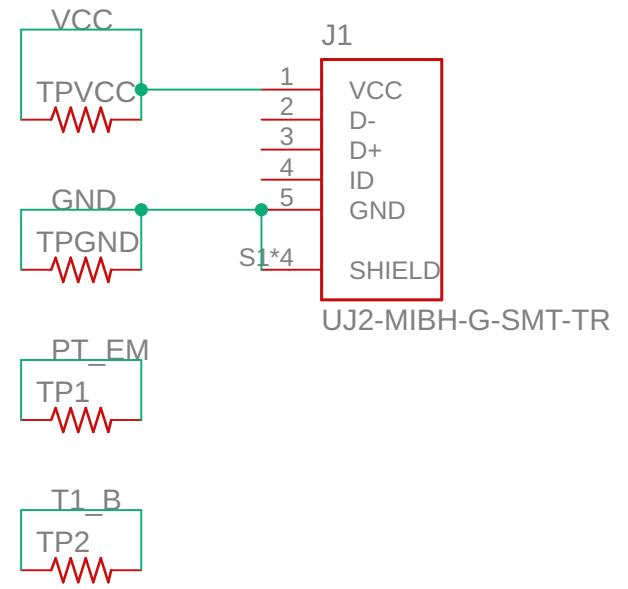 VCC
J1
TPVCC
1
VCC
2
D-
3
D+
4
ID
GND
5
GND
TPGND
S1*4
SHIELD
UJ2-MIBH-G-SMT-TR
PT_EM
TP1
T1_B
TP2